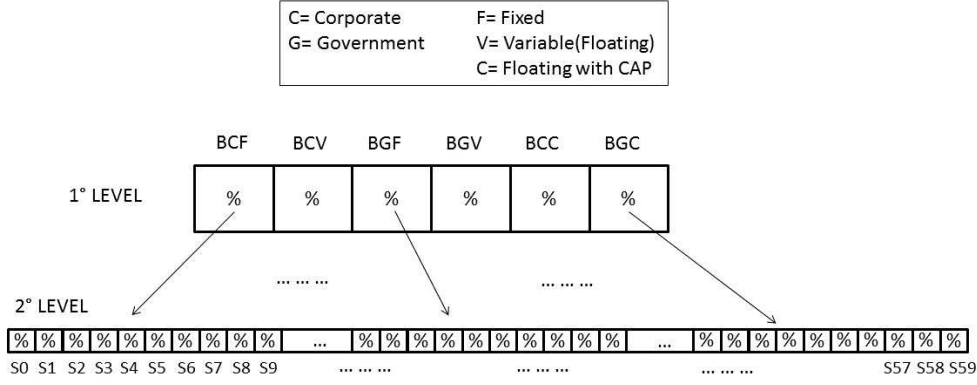 C= Corporate F= Fixed
G= Government V= Variable(Floating)
C= Floating with CAP
BCF BCV BGF BGV BCC BGC
1° LEVEL % % % % % %
... ... ... ... ... ...
2° LEVEL
% % % % % % % % % % ... % % % % % % % % % % ... % % % % % % % % % %
S0 S1 S2 S3 S4 S5 S6 S7 S8 S9 ... ... ... ... ... ... ... ... ... S57 S58 S59